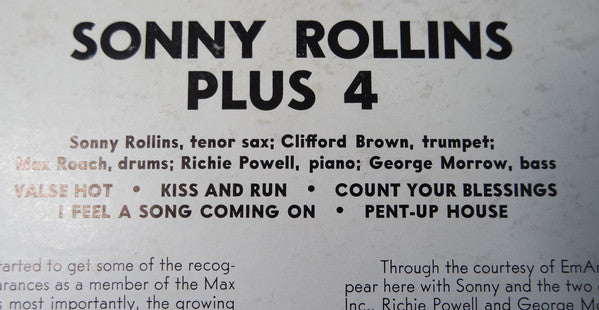 SONNY ROLLINS
PLUS 4
Sonny Rollins, tenor sax; Clifford Brown, trumpet;
Max Roach, drums; Richie Powell, piano; George Morrow, bass
VALSE HOT • KISS AND RUN • COUNT YOUR BLESSINGS
I FEEL A SONG COMING ON • PENT-UP HOUSE
to get some of the recog-
as a member of the Max
most importantly, the growing
Through the courtesy of
pear here with Sonny and the two
Inc., Richie Powell and George